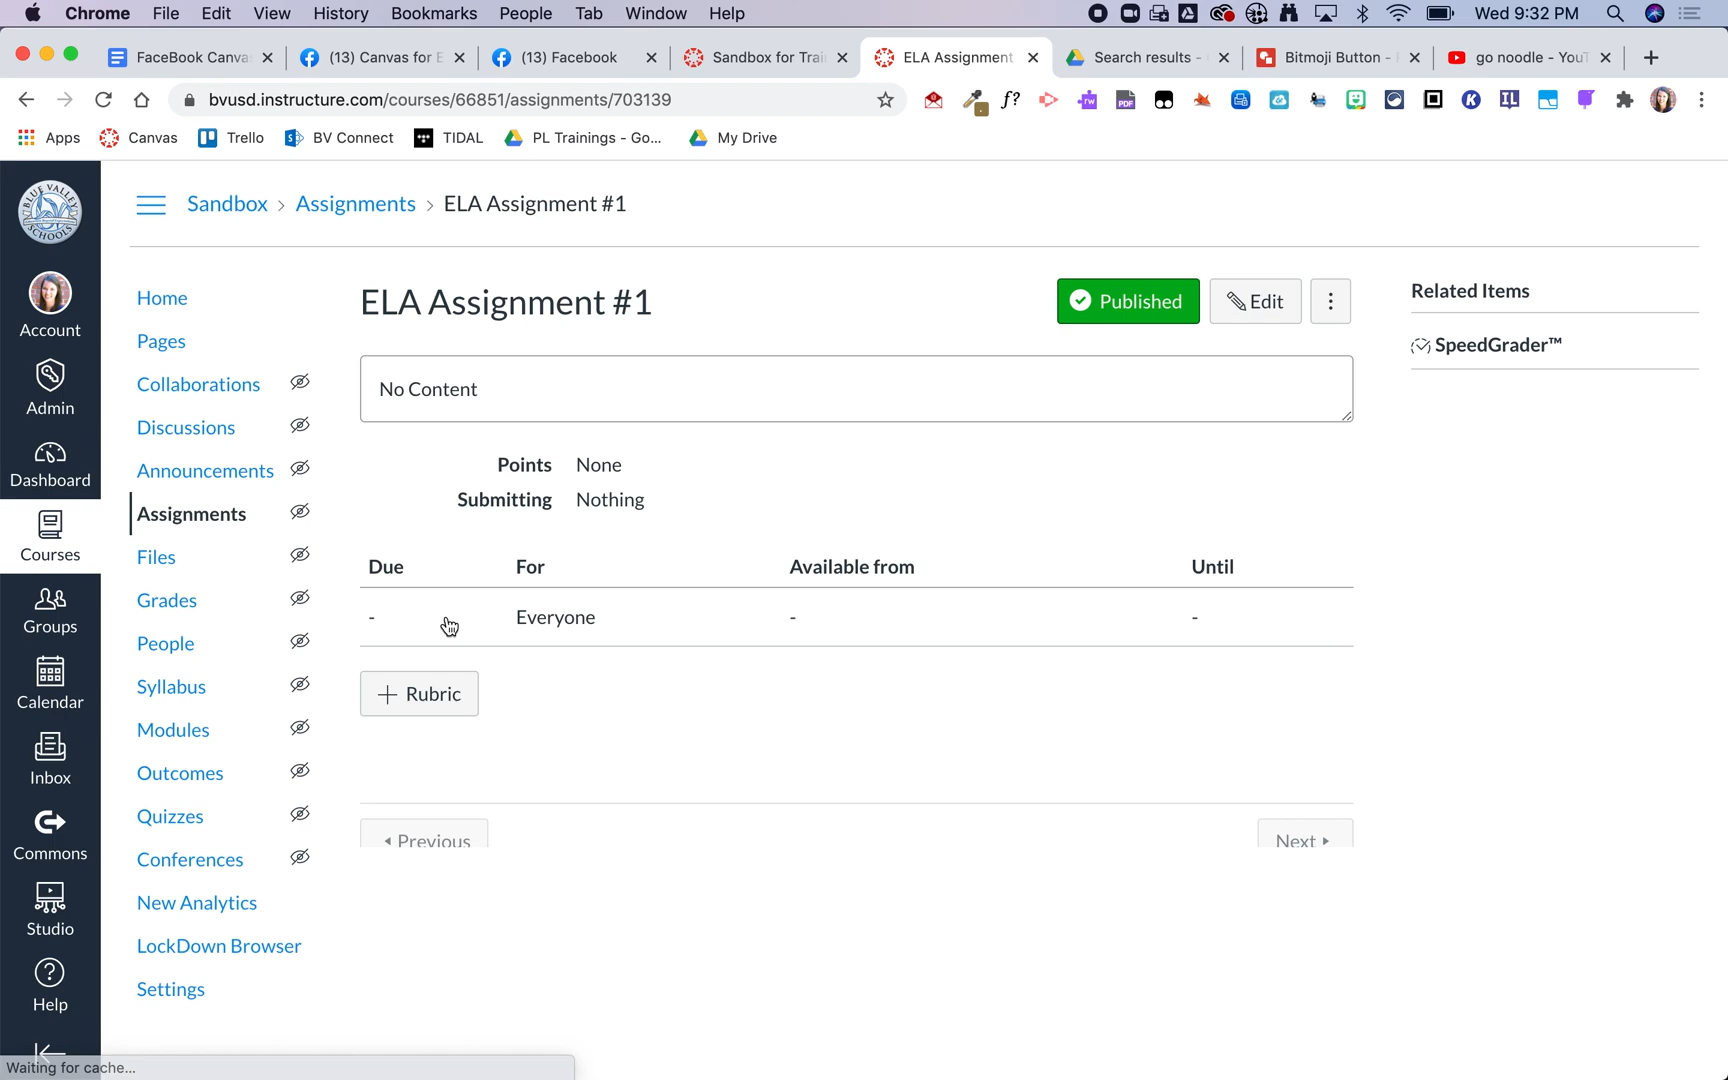 Chrome File Edit View History Bookmarks People Tab Window Help Wed 9:32 PM
FaceBook Canva (13) Canvas for E (13) Facebook Sandbox for Trai ELA Assignment Search results - Bitmoji Button - go noodle - YouT
bvusd.instructure.com/courses/66851/assignments/703139
Apps Canvas Trello BV Connect TIDAL PL Trainings - Go... My Drive
BLUE VALLEY SCHOOLS
Account
Admin
Dashboard
Courses
Groups
Calendar
Inbox
Commons
Studio
Help
Sandbox › Assignments › ELA Assignment #1
Home
Pages
Collaborations
Discussions
Announcements
Assignments
Files
Grades
People
Syllabus
Modules
Outcomes
Quizzes
Conferences
New Analytics
LockDown Browser
Settings
ELA Assignment #1
Published Edit
No Content
Points None
Submitting Nothing
Due For Available from Until
- Everyone - -
+ Rubric
Previous Next
Related Items
SpeedGrader™
Waiting for cache...